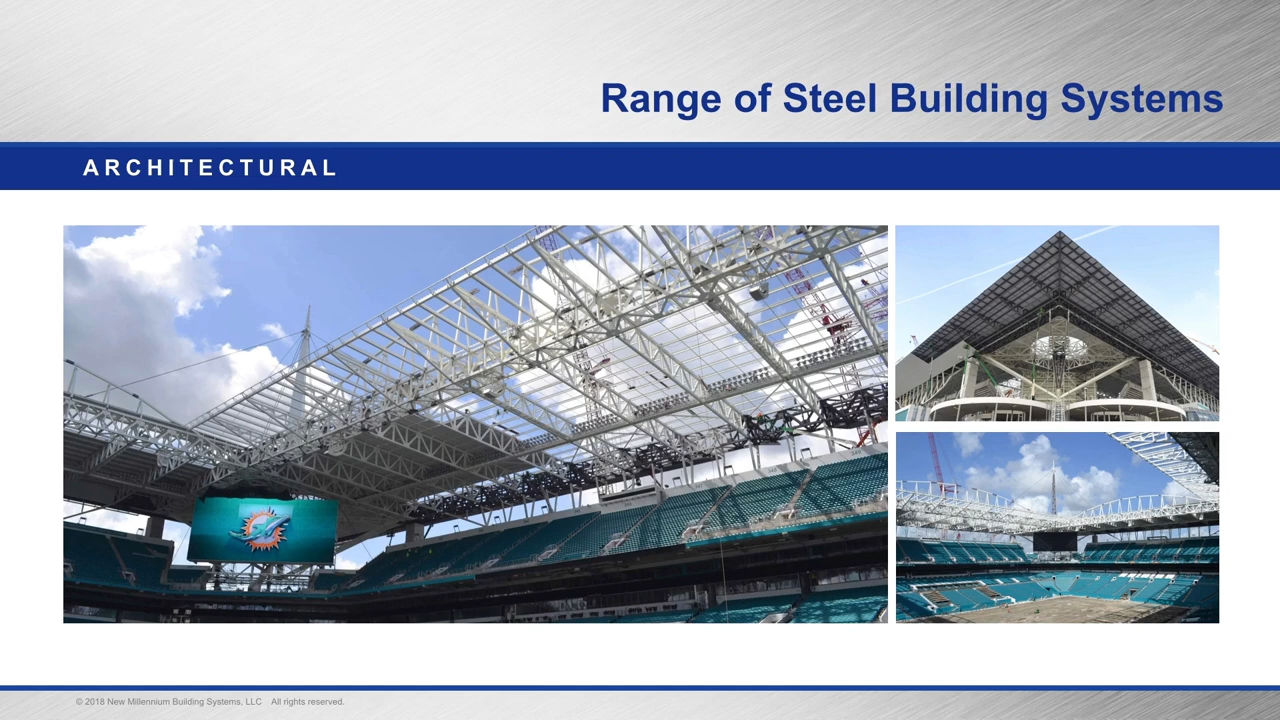 Range of Steel Building Systems
ARCHITECTURAL
© 2018 New Millennium Building Systems, LLC All rights reserved.